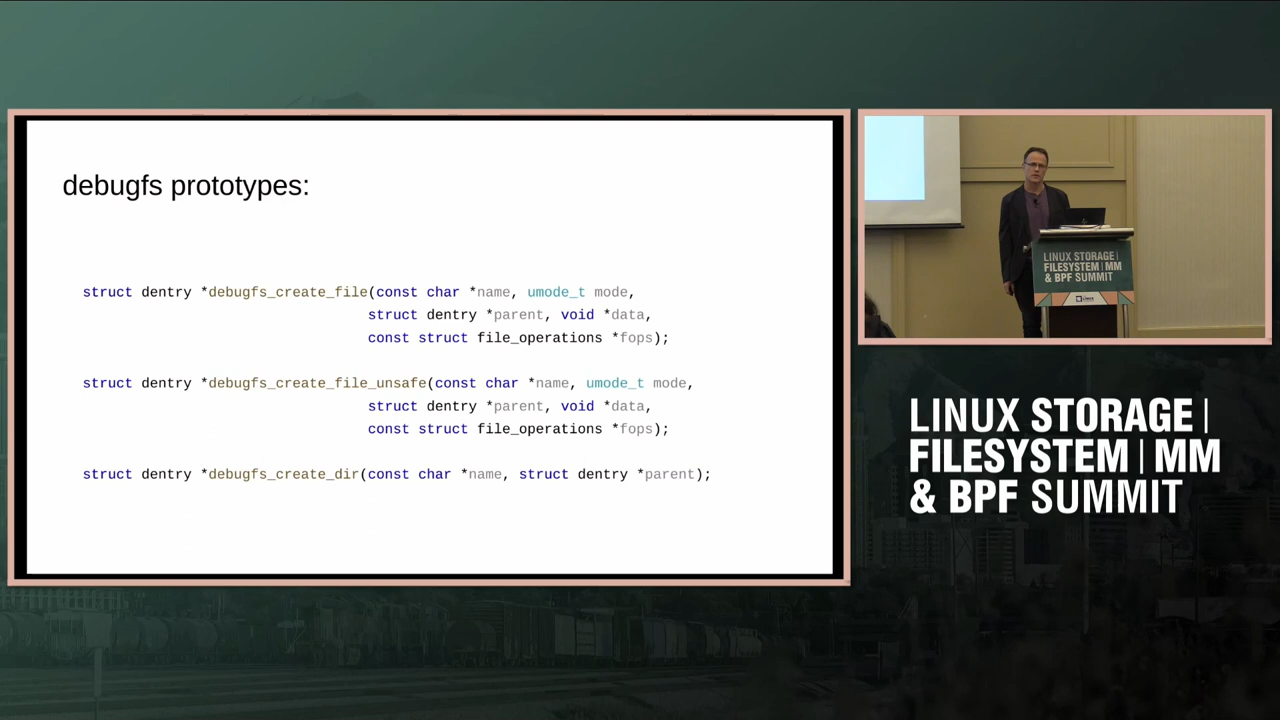 debugfs prototypes:
struct dentry *debugfs_create_file(const char *name, umode_t mode,
struct dentry *parent, void *data,
const struct file_operations *fops);
struct dentry *debugfs_create_file_unsafe(const char *name, umode_t mode,
struct dentry *parent, void *data,
const struct file_operations *fops);
struct dentry *debugfs_create_dir(const char *name, struct dentry *parent);
LINUX STORAGE |
FILESYSTEM | MM
& BPF SUMMIT
LINUX STORAGE |
FILESYSTEM | MM
& BPF SUMMIT